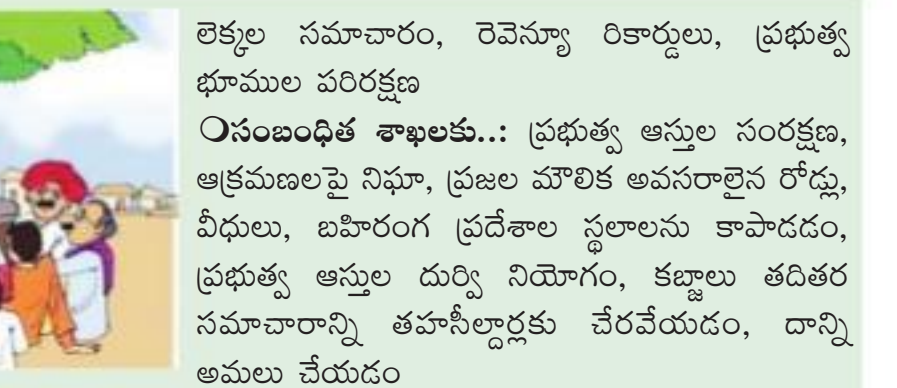 లెక్కల సమాచారం, రెవెన్యూ రికార్డులు, ప్రభుత్వ
భూముల పరిరక్షణ
❍సంబంధిత శాఖలకు..: ప్రభుత్వ ఆస్తుల సంరక్షణ,
ఆక్రమణలపై నిఘా, ప్రజల మౌలిక అవసరాలైన రోడ్లు,
వీధులు, బహిరంగ ప్రదేశాల స్థలాలను కాపాడడం,
ప్రభుత్వ ఆస్తుల దుర్వి నియోగం, కబ్జాలు తదితర
సమాచారాన్ని తహసీల్దార్లకు చేరవేయడం, దాన్ని
అమలు చేయడం